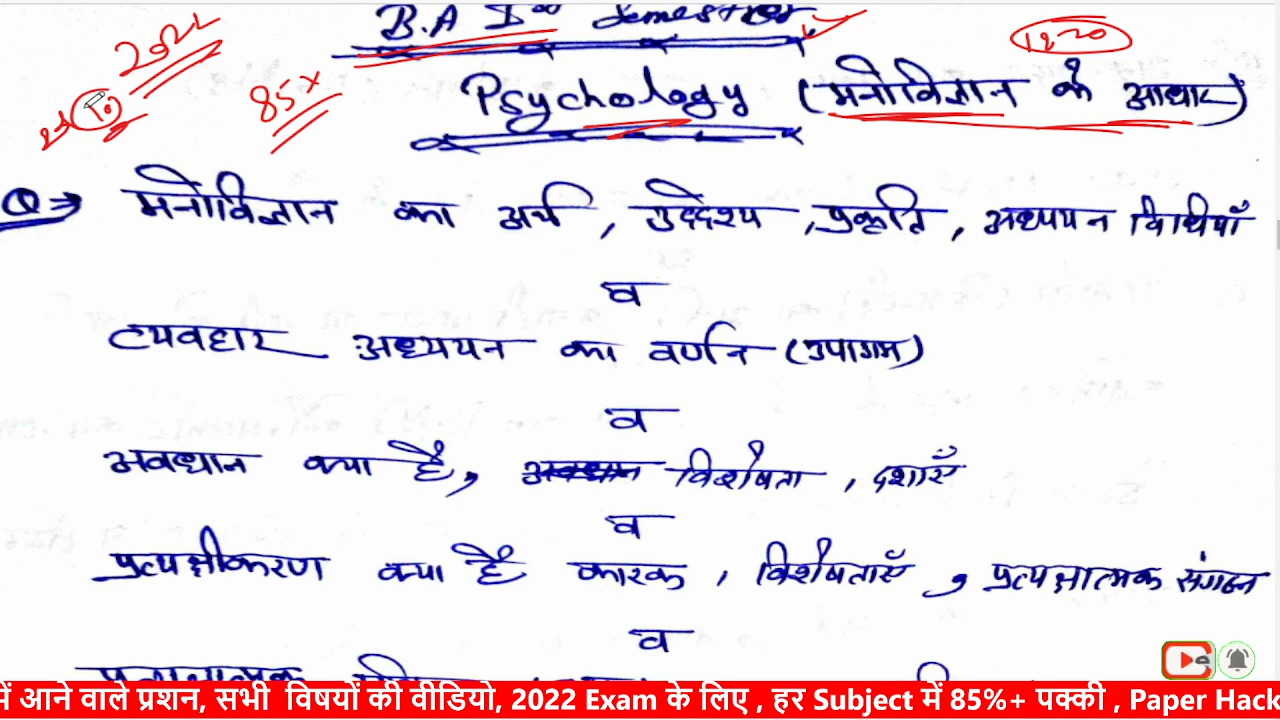 B.A Ist Semester
2022
85%
18-20
Psychology (मनोविज्ञान के आधार)
Q⇒ मनोविज्ञान का अर्थ, उद्देश्य, प्रकृति, अध्ययन विधियाँ
व
व्यवहार अध्ययन का वर्णन (उपागम)
व
अवधान क्या है, अवधान विशेषता, दशाएँ
व
प्रत्यक्षीकरण क्या है कारक, विशेषताएँ, प्रत्यक्षात्मक संगठन
व
में आने वाले प्रशन, सभी विषयों की वीडियो, 2022 Exam के लिए , हर Subject में 85%+ पक्की , Paper Hack